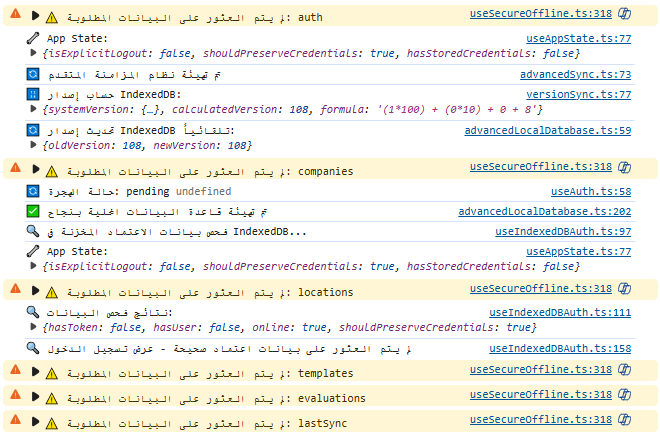 لم يتم العثور على البيانات المطلوبة: auth useSecureOffline.ts:318
App State: useAppState.ts:77
{isExplicitLogout: false, shouldPreserveCredentials: true, hasStoredCredentials: false}
تم تهيئة نظام المزامنة المتقدم advancedSync.ts:73
حساب إصدار IndexedDB: versionSync.ts:77
{systemVersion: {…}, calculatedVersion: 108, formula: '(1*100) + (0*10) + 0 + 8'}
تحديث إصدار IndexedDB تلقائياً: advancedLocalDatabase.ts:59
{oldVersion: 108, newVersion: 108}
لم يتم العثور على البيانات المطلوبة: companies useSecureOffline.ts:318
حالة الهجرة: pending undefined useAuth.ts:58
تم تهيئة قاعدة البيانات المحلية بنجاح advancedLocalDatabase.ts:202
فحص بيانات الاعتماد المخزنة في IndexedDB... useIndexedDBAuth.ts:97
App State: useAppState.ts:77
{isExplicitLogout: false, shouldPreserveCredentials: true, hasStoredCredentials: false}
لم يتم العثور على البيانات المطلوبة: locations useSecureOffline.ts:318
نتائج فحص البيانات: useIndexedDBAuth.ts:111
{hasToken: false, hasUser: false, online: true, shouldPreserveCredentials: true}
لم يتم العثور على بيانات اعتماد صحيحة - عرض تسجيل الدخول useIndexedDBAuth.ts:158
لم يتم العثور على البيانات المطلوبة: templates useSecureOffline.ts:318
لم يتم العثور على البيانات المطلوبة: evaluations useSecureOffline.ts:318
لم يتم العثور على البيانات المطلوبة: lastSync useSecureOffline.ts:318